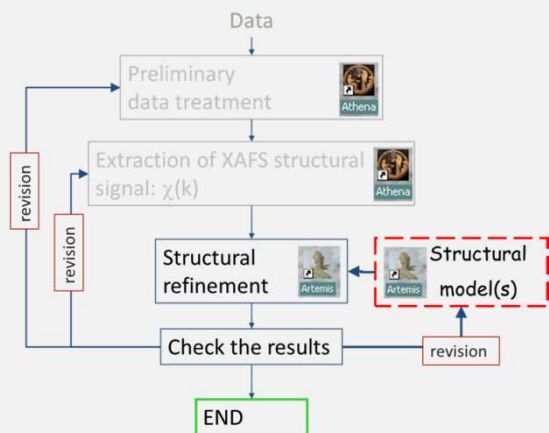 Data
Preliminary
data treatment
Athena
Extraction of XAFS structural
signal: χ(k)
Athena
revision
revision
Structural
refinement
Artemis
Structural
model(s)
Artemis
Check the results
revision
END